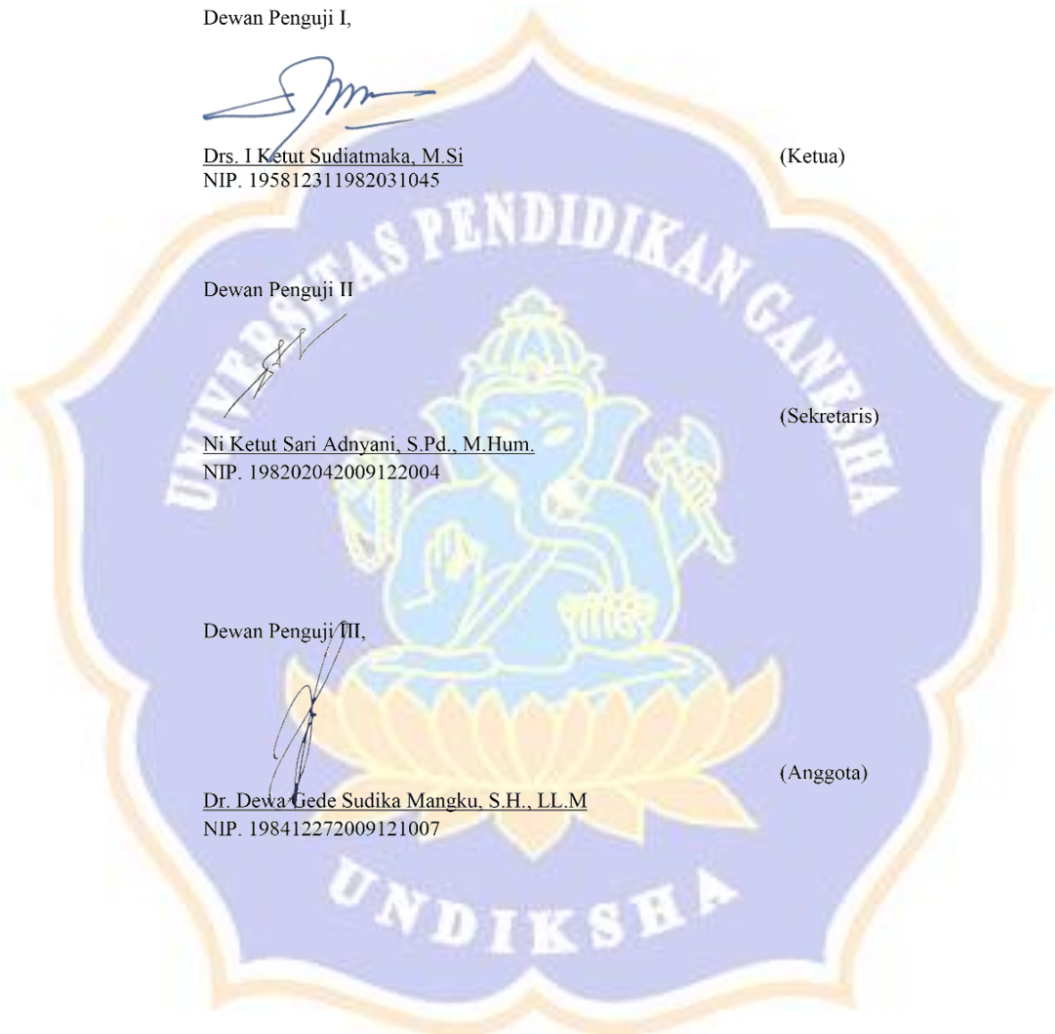 Dewan Penguji I,
Drs. I Ketut Sudiatmaka, M.Si (Ketua)
NIP. 195812311982031045
UNIVERSITAS PENDIDIKAN GANESHA
Dewan Penguji II
(Sekretaris)
Ni Ketut Sari Adnyani, S.Pd., M.Hum.
NIP. 198202042009122004
Dewan Penguji III,
(Anggota)
Dr. Dewa Gede Sudika Mangku, S.H., LL.M
NIP. 198412272009121007
UNDIKSHA